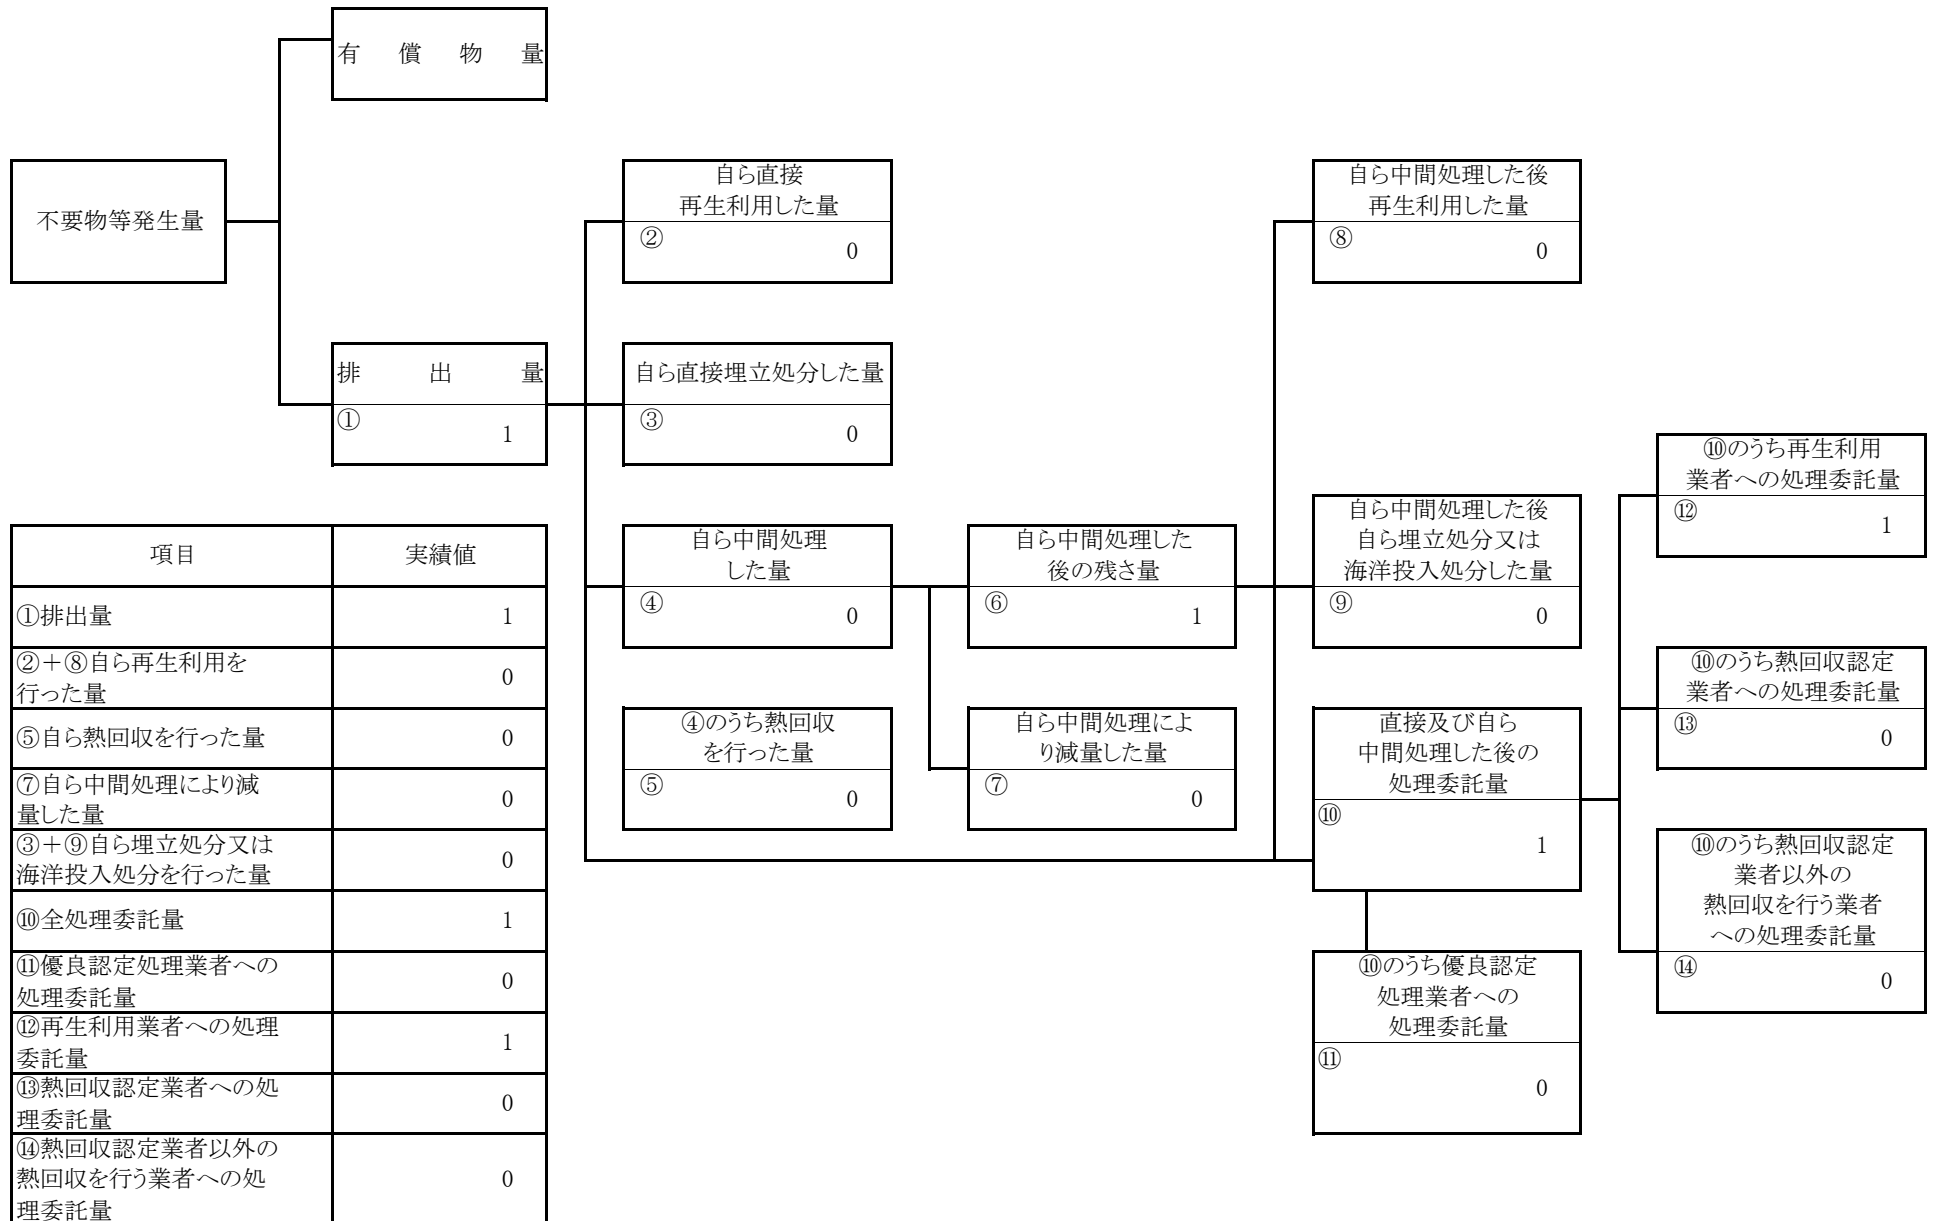 有償物量
不要物等発生量
排出量
①
1
自ら直接
再生利用した量
②
0
自ら直接埋立処分した量
③
0
自ら中間処理
した量
④
0
④のうち熱回収
を行った量
⑤
0
自ら中間処理した
後の残さ量
⑥
1
自ら中間処理によ
り減量した量
⑦
0
自ら中間処理した後
再生利用した量
⑧
0
自ら中間処理した後
自ら埋立処分又は
海洋投入処分した量
⑨
0
直接及び自ら
中間処理した後の
処理委託量
⑩
1
⑩のうち優良認定
処理業者への
処理委託量
⑪
0
⑩のうち再生利用
業者への処理委託量
⑫
1
⑩のうち熱回収認定
業者への処理委託量
⑬
0
⑩のうち熱回収認定
業者以外の
熱回収を行う業者
への処理委託量
⑭
0
項目 実績値
①排出量 1
②+⑧自ら再生利用を
行った量 0
⑤自ら熱回収を行った量 0
⑦自ら中間処理により減
量した量 0
③+⑨自ら埋立処分又は
海洋投入処分を行った量 0
⑩全処理委託量 1
⑪優良認定処理業者への
処理委託量 0
⑫再生利用業者への処理
委託量 1
⑬熱回収認定業者への処
理委託量 0
⑭熱回収認定業者以外の
熱回収を行う業者への処 0
理委託量